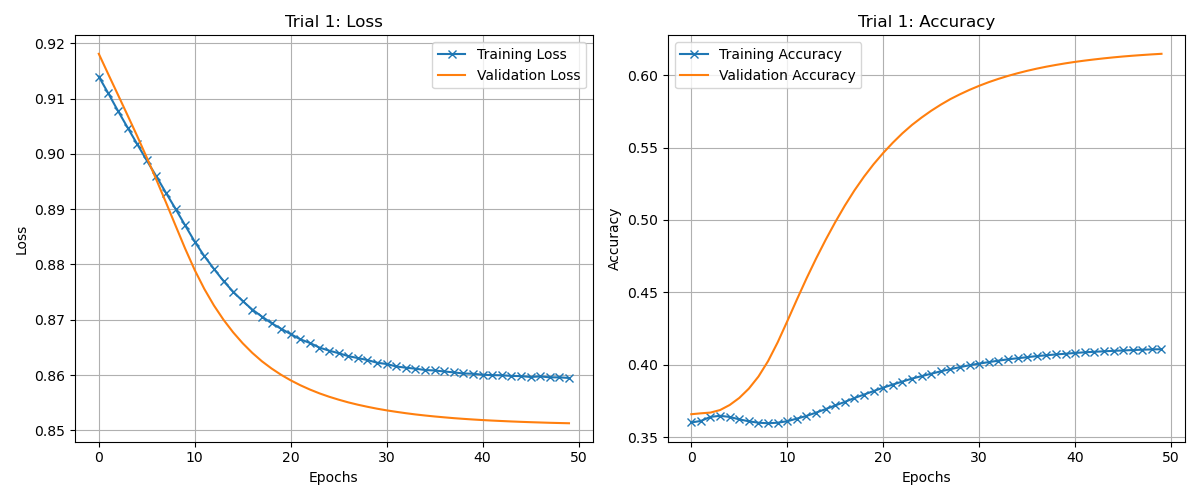 Trial 1: Loss
0.92
0.91
0.90
0.89
0.88
0.87
0.86
0.85
Loss
Training Loss
Validation Loss
0 10 20 30 40 50
Epochs
Trial 1: Accuracy
0.60
0.55
0.50
0.45
0.40
0.35
Accuracy
Training Accuracy
Validation Accuracy
0 10 20 30 40 50
Epochs